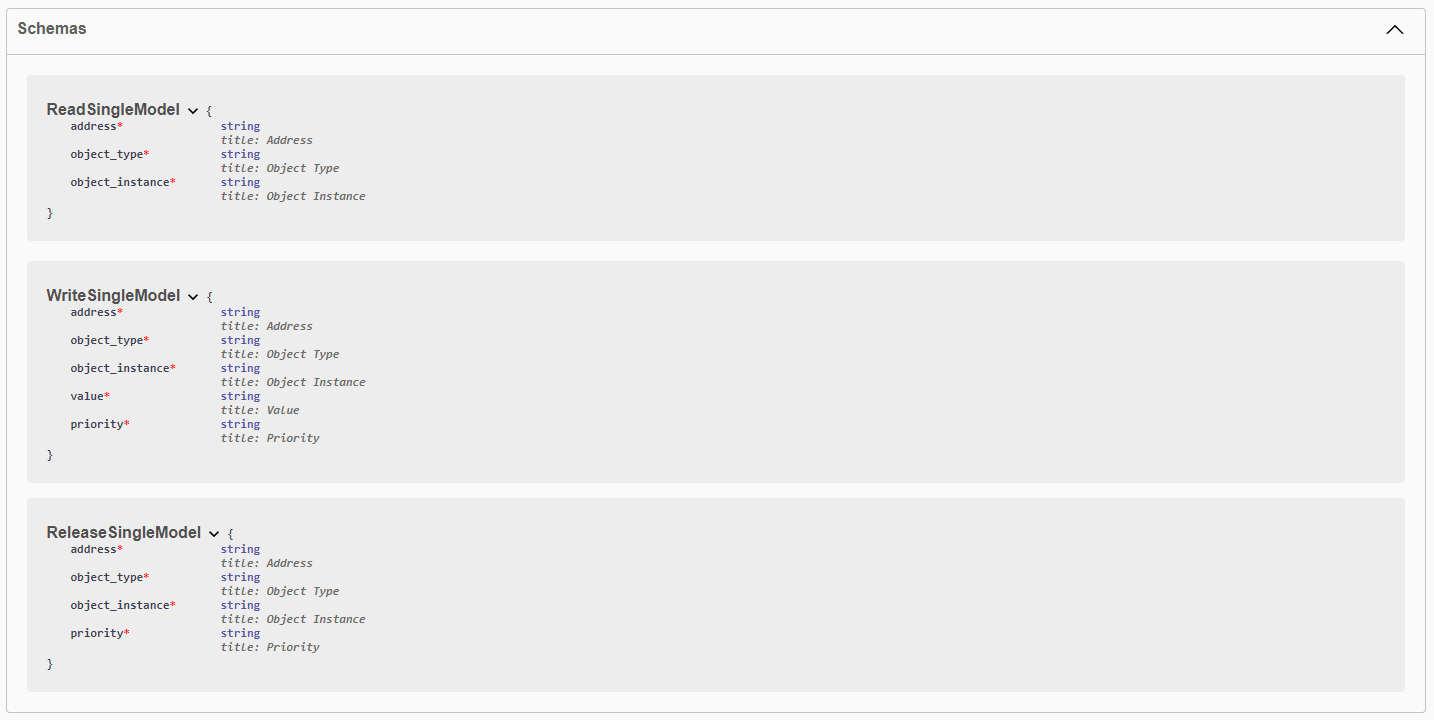 Schemas
ReadSingleModel {
address* string
title: Address
object_type* string
title: Object Type
object_instance* string
title: Object Instance
}
WriteSingleModel {
address* string
title: Address
object_type* string
title: Object Type
object_instance* string
title: Object Instance
value* string
title: Value
priority* string
title: Priority
}
ReleaseSingleModel {
address* string
title: Address
object_type* string
title: Object Type
object_instance* string
title: Object Instance
priority* string
title: Priority
}